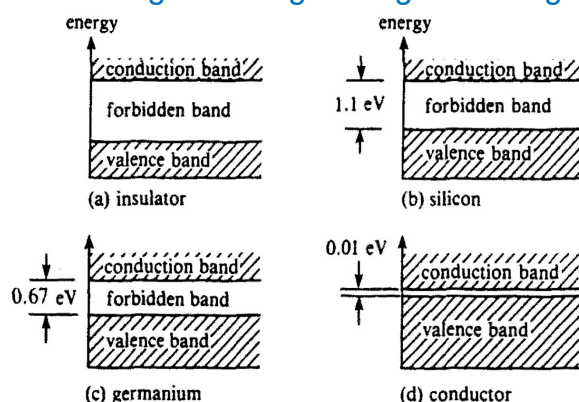 energy
conduction band
forbidden band
valence band
(a) insulator
energy
conduction band
1.1 eV
forbidden band
valence band
(b) silicon
conduction band
0.67 eV
forbidden band
valence band
(c) germanium
0.01 eV
conduction band
valence band
(d) conductor